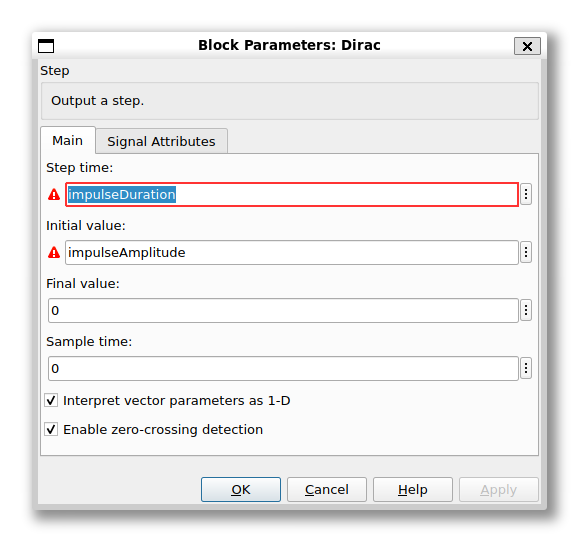 Block Parameters: Dirac
Step
Output a step.
Main
Signal Attributes
Step time:
impulseDuration
Initial value:
impulseAmplitude
Final value:
0
Sample time:
0
Interpret vector parameters as 1-D
Enable zero-crossing detection
OK
Cancel
Help
Apply